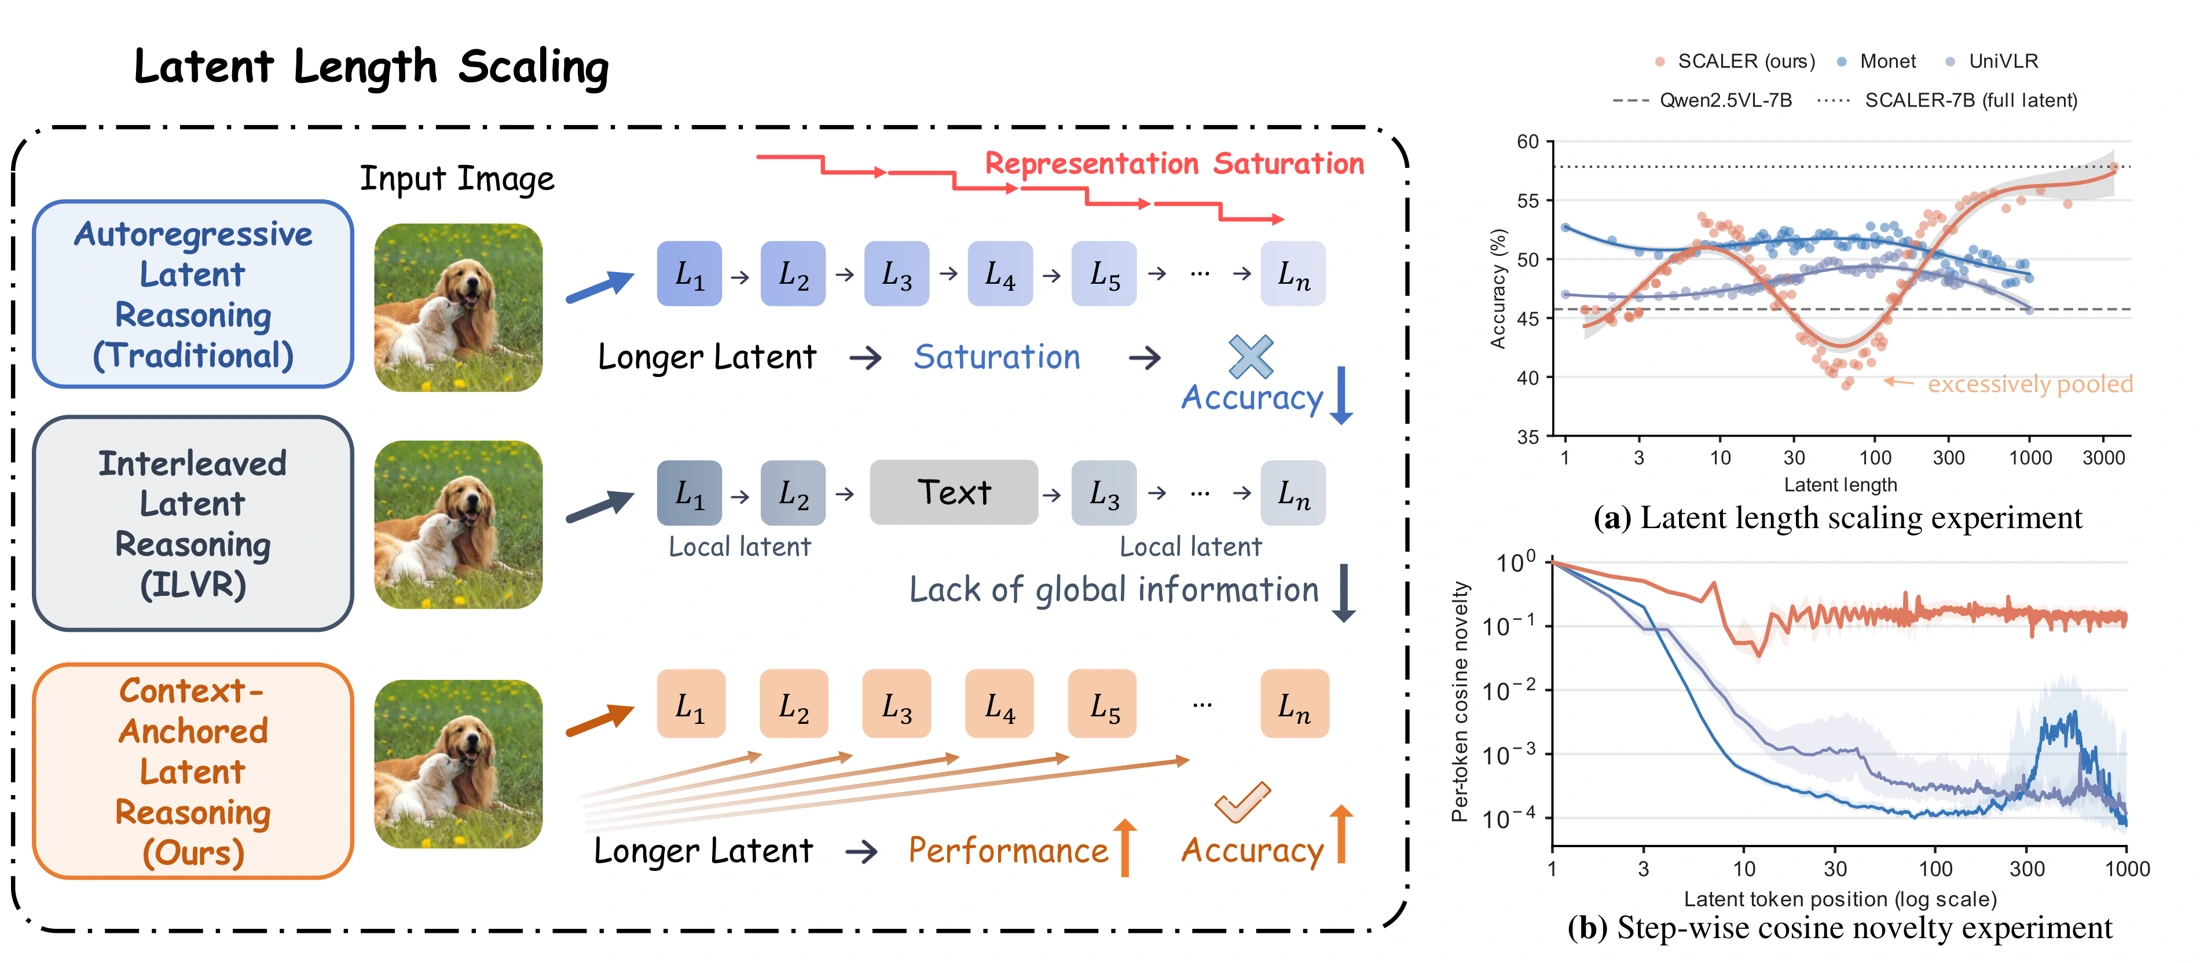 Latent Length Scaling
Input Image
Representation Saturation
Autoregressive
Latent
Reasoning
(Traditional)
L1 L2 L3 L4 L5 ... Ln
Longer Latent Saturation
Accuracy
Interleaved
Latent
Reasoning
(ILVR)
L1 L2 Text L3 ... Ln
Local latent Local latent
Lack of global information
Context-
Anchored
Latent
Reasoning
(Ours)
L1 L2 L3 L4 L5 ... Ln
Longer Latent Performance Accuracy
SCALER (ours) Monet UniVLR
Qwen2.5VL-7B SCALER-7B (full latent)
Accuracy (%)
60
55
50
45
40
35
excessively pooled
1 3 10 30 100 300 1000 3000
Latent length
(a) Latent length scaling experiment
Per-token cosine novelty
10^0
10^-1
10^-2
10^-3
10^-4
1 3 10 30 100 300 1000
Latent token position (log scale)
(b) Step-wise cosine novelty experiment